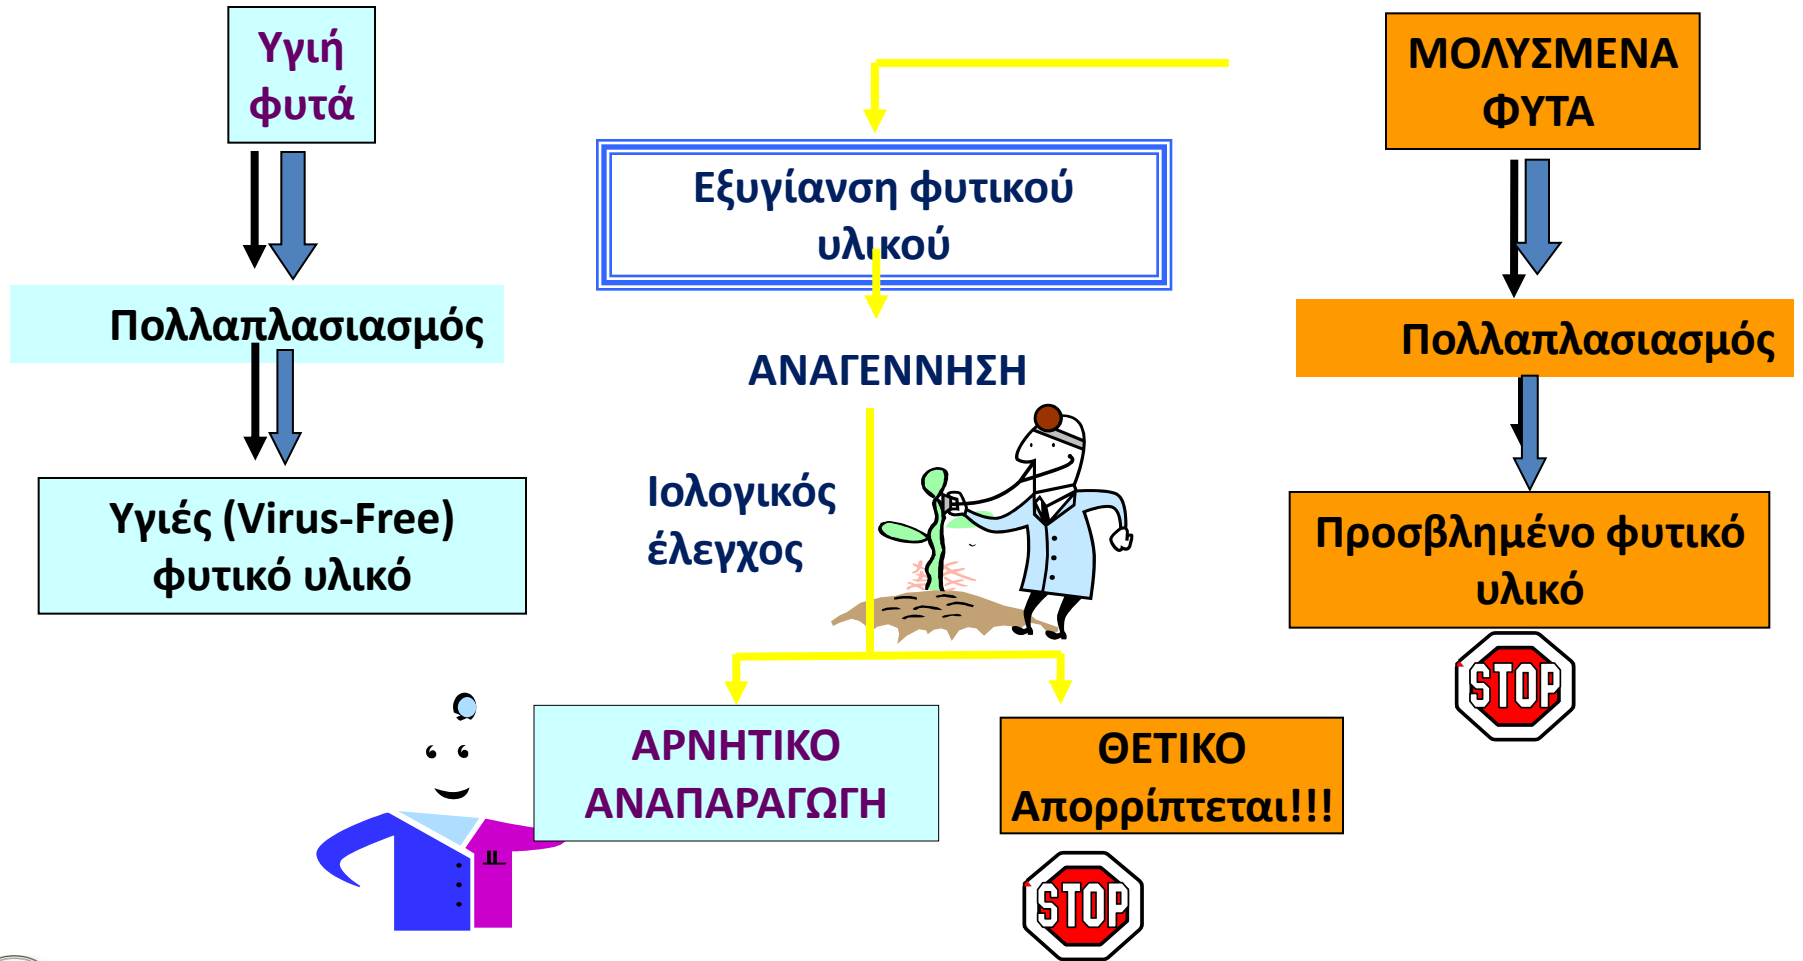 Υγιή
φυτά
Πολλαπλασιασμός
Υγιές (Virus-Free)
φυτικό υλικό
Εξυγίανση φυτικού
υλικού
ΑΝΑΓΕΝΝΗΣΗ
Ιολογικός
έλεγχος
ΑΡΝΗΤΙΚΟ
ΑΝΑΠΑΡΑΓΩΓΗ
ΘΕΤΙΚΟ
Απορρίπτεται!!!
STOP
ΜΟΛΥΣΜΕΝΑ
ΦΥΤΑ
Πολλαπλασιασμός
Προσβλημένο φυτικό
υλικό
STOP